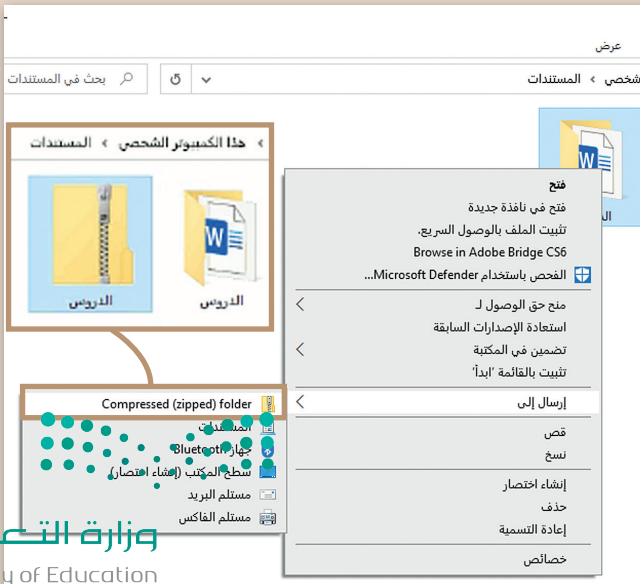 عرض
شخصي > المستندات
بحث في المستندات
هذا الكمبيوتر الشخصي > المستندات
الدروس
الدروس
فتح
فتح في نافذة جديدة
تثبيت الملف بالوصول السريع.
Browse in Adobe Bridge CS6
الفحص باستخدام Microsoft Defender...
منح حق الوصول لـ
استعادة الإصدارات السابقة
تضمين في المكتبة
تثبيت بالقائمة 'ابدأ'
إرسال إلى
قص
نسخ
إنشاء اختصار
حذف
إعادة التسمية
خصائص
Compressed (zipped) folder
المستندات
جهاز Bluetooth
سطح المكتب (إنشاء اختصار)
مستلم البريد
مستلم الفاكس
وزارة التعـ
y of Education